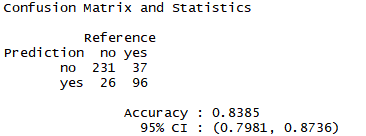 Confusion Matrix and Statistics
Reference
Prediction no yes
no 231 37
yes 26 96
Accuracy : 0.8385
95% CI : (0.7981, 0.8736)